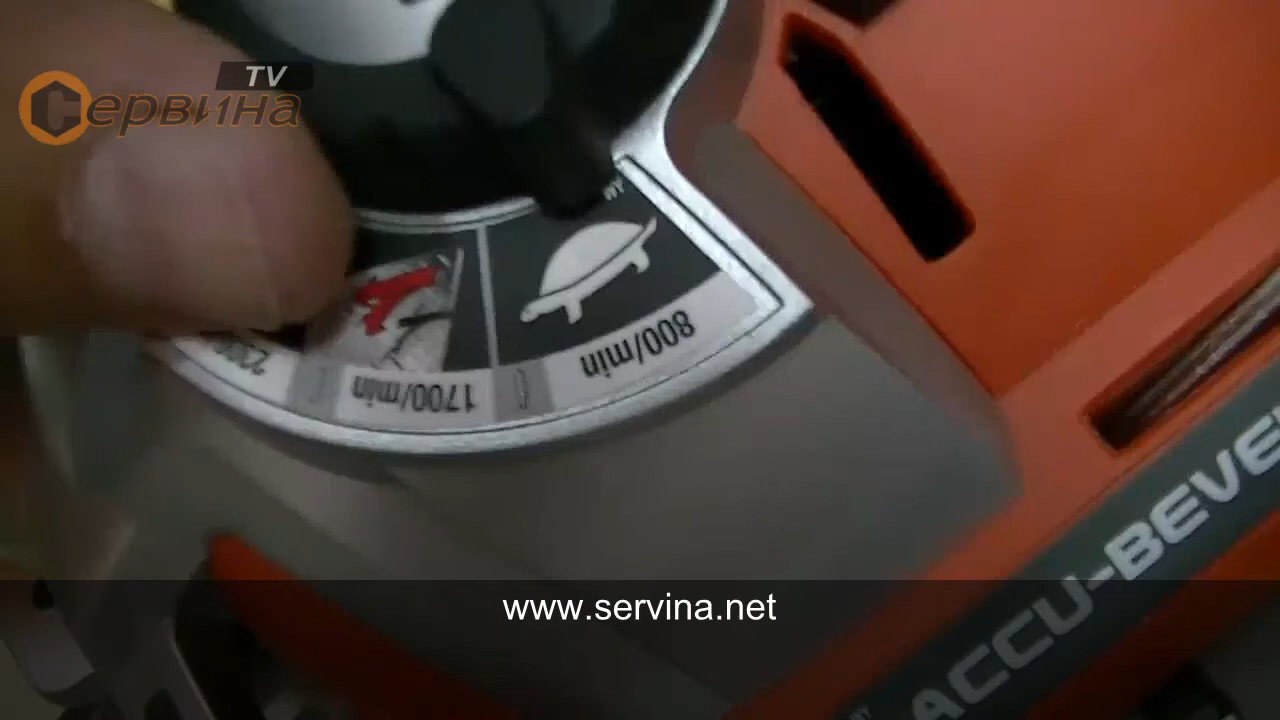 TV
Сервина
800/min
1700/min
ACCU-BEVE
www.servina.net